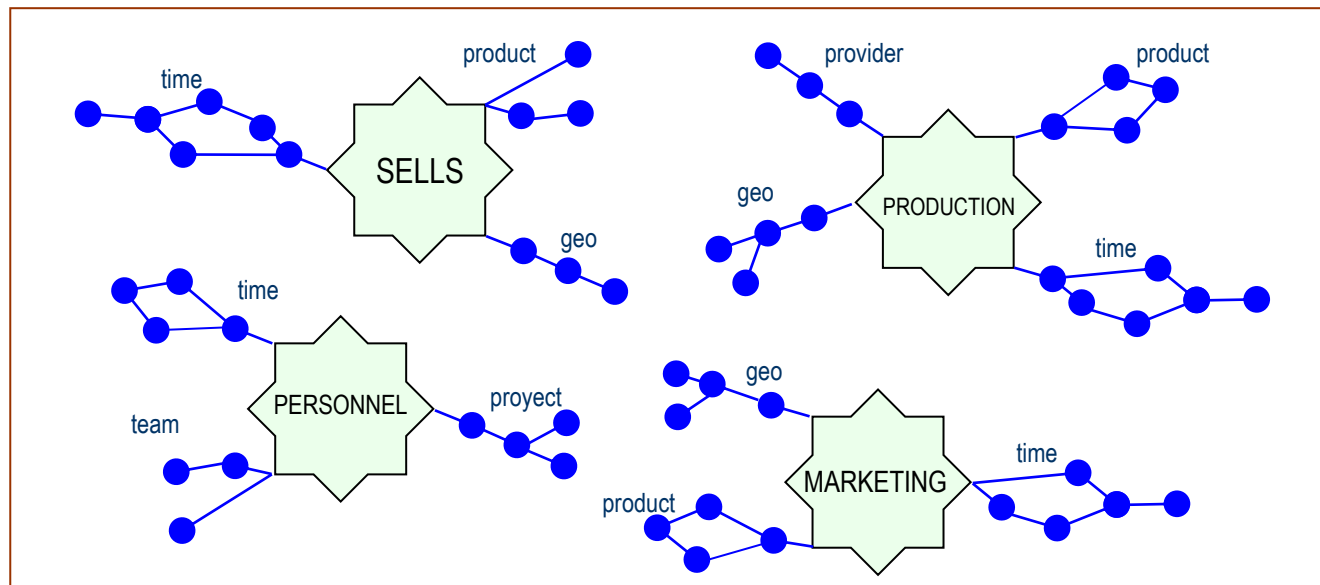 product
time
SELLS
geo
provider
product
geo
PRODUCTION
time
time
PERSONNEL
proyect
team
geo
time
MARKETING
product